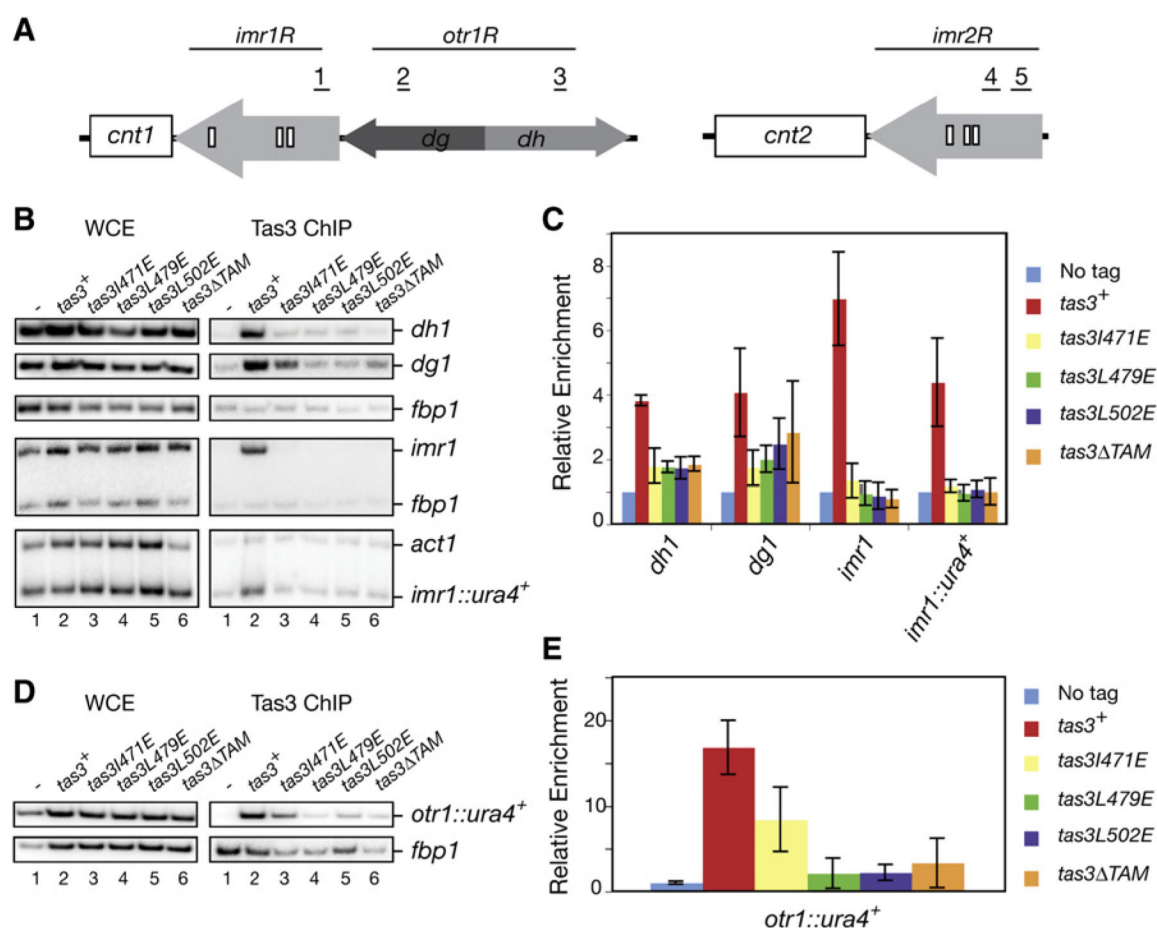 A
imr1R otr1R imr2R
1 2 3 4 5
cnt1 dg dh cnt2
B
WCE Tas3 ChIP
- tas3+ tas3I471E tas3L479E tas3L502E tas3ΔTAM - tas3+ tas3I471E tas3L479E tas3L502E tas3ΔTAM
dh1
dg1
fbp1
imr1
fbp1
act1
imr1::ura4+
1 2 3 4 5 6 1 2 3 4 5 6
C
Relative Enrichment
8
6
4
2
0
dh1 dg1 imr1 imr1::ura4+
No tag
tas3+
tas3I471E
tas3L479E
tas3L502E
tas3ΔTAM
D
WCE Tas3 ChIP
- tas3+ tas3I471E tas3L479E tas3L502E tas3ΔTAM - tas3+ tas3I471E tas3L479E tas3L502E tas3ΔTAM
otr1::ura4+
fbp1
1 2 3 4 5 6 1 2 3 4 5 6
E
Relative Enrichment
20
10
0
otr1::ura4+
No tag
tas3+
tas3I471E
tas3L479E
tas3L502E
tas3ΔTAM